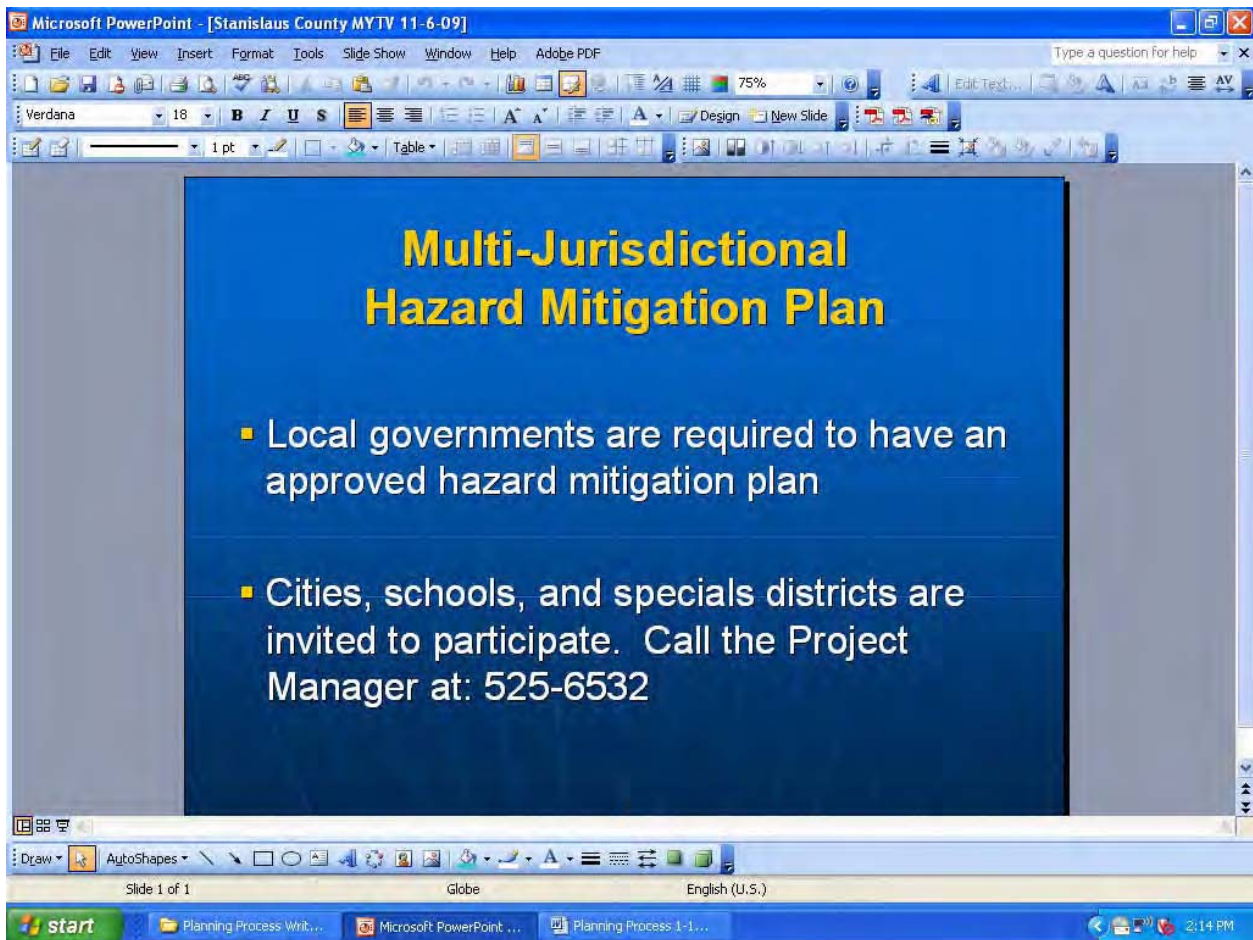 Microsoft PowerPoint - [Stanislaus County MYTV 11-6-09]
File Edit View Insert Format Tools Slide Show Window Help Adobe PDF Type a question for help
75% Edit Text...
Verdana 18 B I U S Design New Slide
1 pt Table
Multi-Jurisdictional
Hazard Mitigation Plan
Local governments are required to have an
approved hazard mitigation plan
Cities, schools, and specials districts are
invited to participate. Call the Project
Manager at: 525-6532
Draw AutoShapes
Slide 1 of 1 Globe English (U.S.)
start Planning Process Writ... Microsoft PowerPoint ... Planning Process 1-1... 2:14 PM